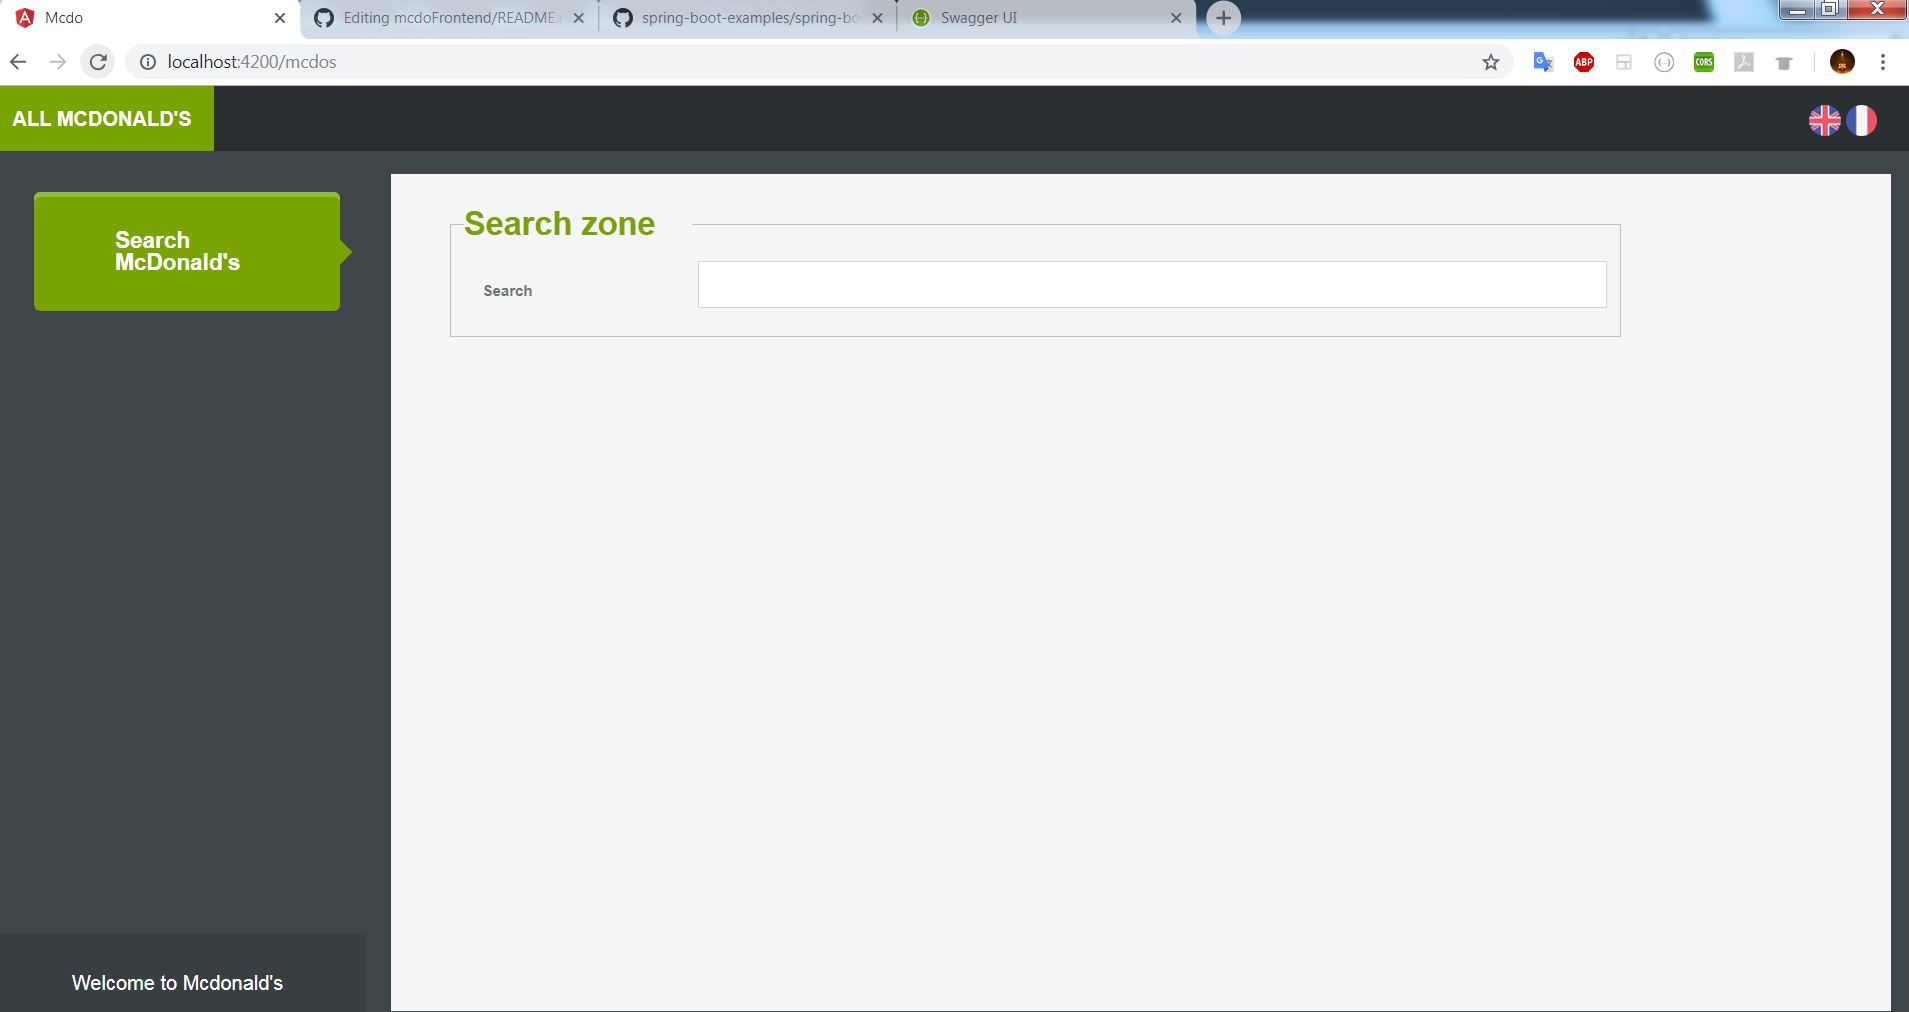 Mcdo
Editing mcdoFrontend/README.
spring-boot-examples/spring-bo
Swagger UI
localhost:4200/mcdos
ABP
CORS
ALL MCDONALD'S
Search
McDonald's
Search zone
Search
Welcome to Mcdonald's